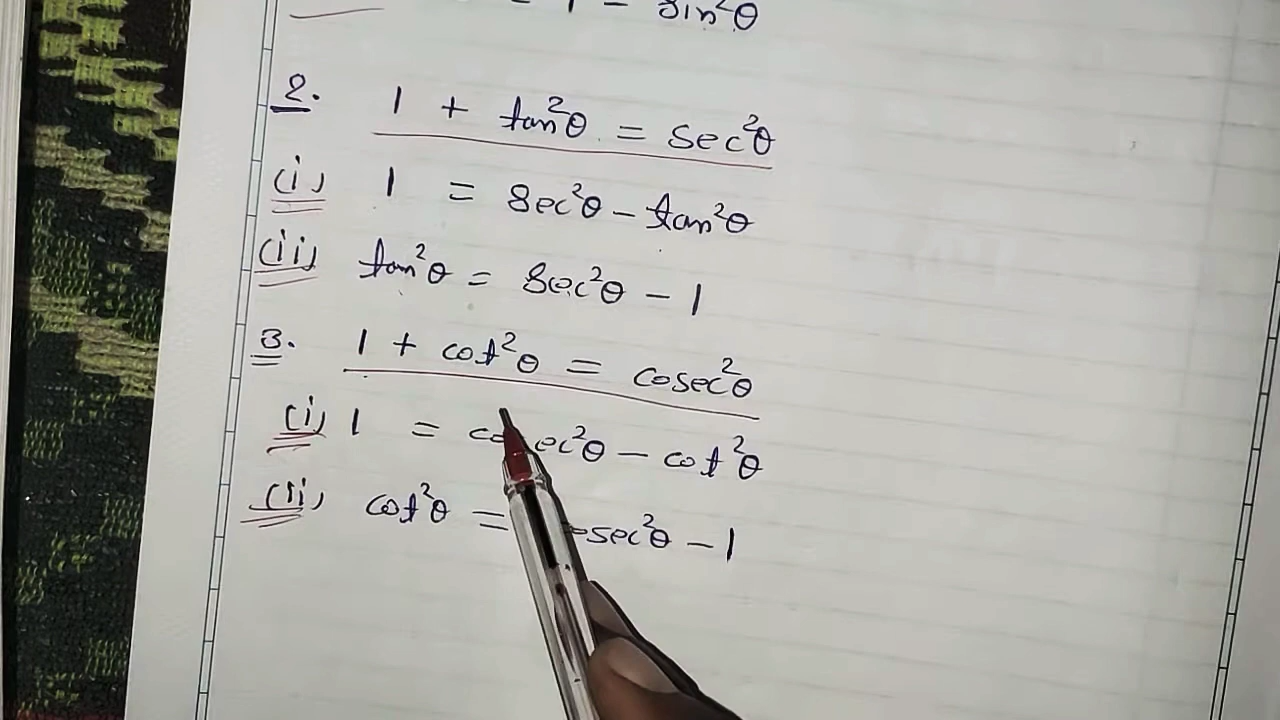 = 1 - sin²θ
2. 1 + tan²θ = sec²θ
(i) 1 = sec²θ - tan²θ
(ii) tan²θ = sec²θ - 1
3. 1 + cot²θ = cosec²θ
(i) 1 = cosec²θ - cot²θ
(ii) cot²θ = cosec²θ - 1